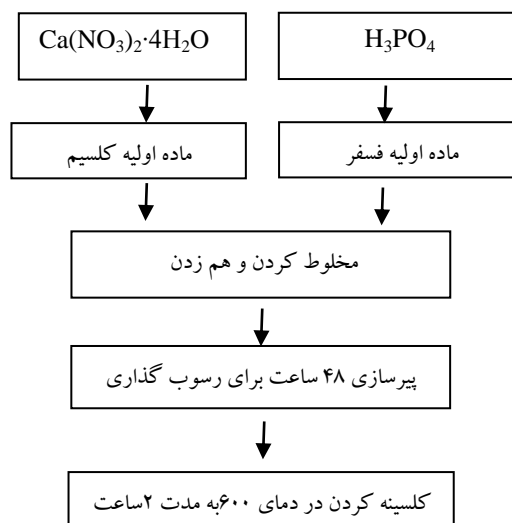 Ca(NO₃)₂·4H₂O
H₃PO₄
ماده اولیه کلسیم
ماده اولیه فسفر
مخلوط کردن و هم زدن
پیرسازی ۴۸ ساعت برای رسوب گذاری
کلسینه کردن در دمای ۶۰۰به مدت ۲ساعت